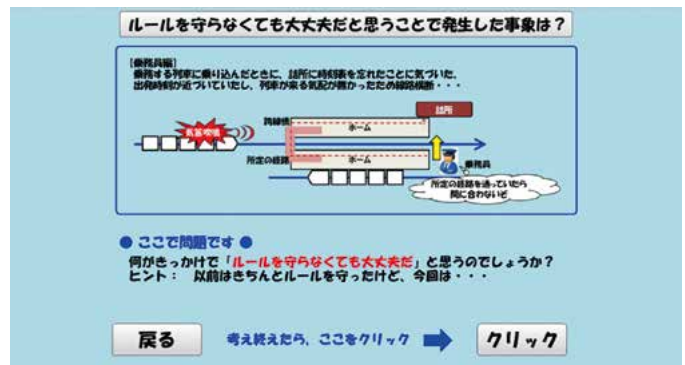 ルールを守らなくても大丈夫だと思うことで発生した事象は？
[乗務員編]
乗務する列車に乗り込んだときに、詰所に時刻表を忘れたことに気づいた。
出発時刻が近づいていたし、列車が来る気配が無かったため線路横断・・・
詰所
跨線橋
ホーム
気笛吹鳴
所定の経路
ホーム
乗務員
所定の経路を通っていたら
間に合わないぞ
● ここで問題です ●
何がきっかけで「ルールを守らなくても大丈夫だ」と思うのでしょうか？
ヒント： 以前はきちんとルールを守ったけど、今回は・・・
戻る
考え終えたら、ここをクリック
クリック